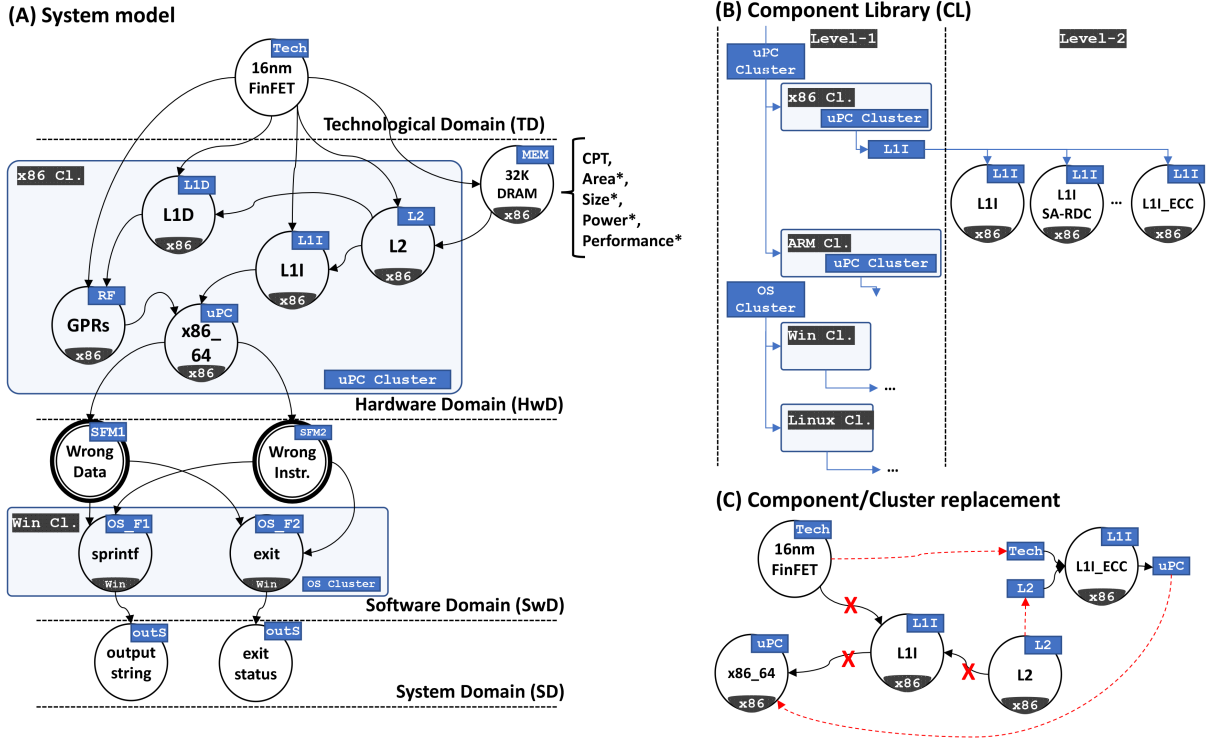 (A) System model
Tech
16nm
FinFET
Technological Domain (TD)
x86 Cl.
L1D
L1D
x86
L1I
L1I
x86
L2
L2
x86
MEM
32K
DRAM
x86
CPT,
Area*,
Size*,
Power*,
Performance*
RF
GPRs
x86
uPC
x86_
64
x86
uPC Cluster
Hardware Domain (HwD)
SFM1
Wrong
Data
SFM2
Wrong
Instr.
Win Cl.
OS_F1
sprintf
Win
OS_F2
exit
Win
OS Cluster
Software Domain (SwD)
outS
output
string
outS
exit
status
System Domain (SD)
(B) Component Library (CL)
Level-1
Level-2
uPC
Cluster
x86 Cl.
uPC Cluster
L1I
L1I
L1I
x86
L1I
L1I
SA-RDC
x86
...
L1I
L1I_ECC
x86
ARM Cl.
uPC Cluster
OS
Cluster
Win Cl.
...
Linux Cl.
...
(C) Component/Cluster replacement
Tech
16nm
FinFET
Tech
L2
L1I
L1I_ECC
x86
uPC
uPC
x86_64
x86
X
X
X
L1I
L1I
x86
L2
L2
x86